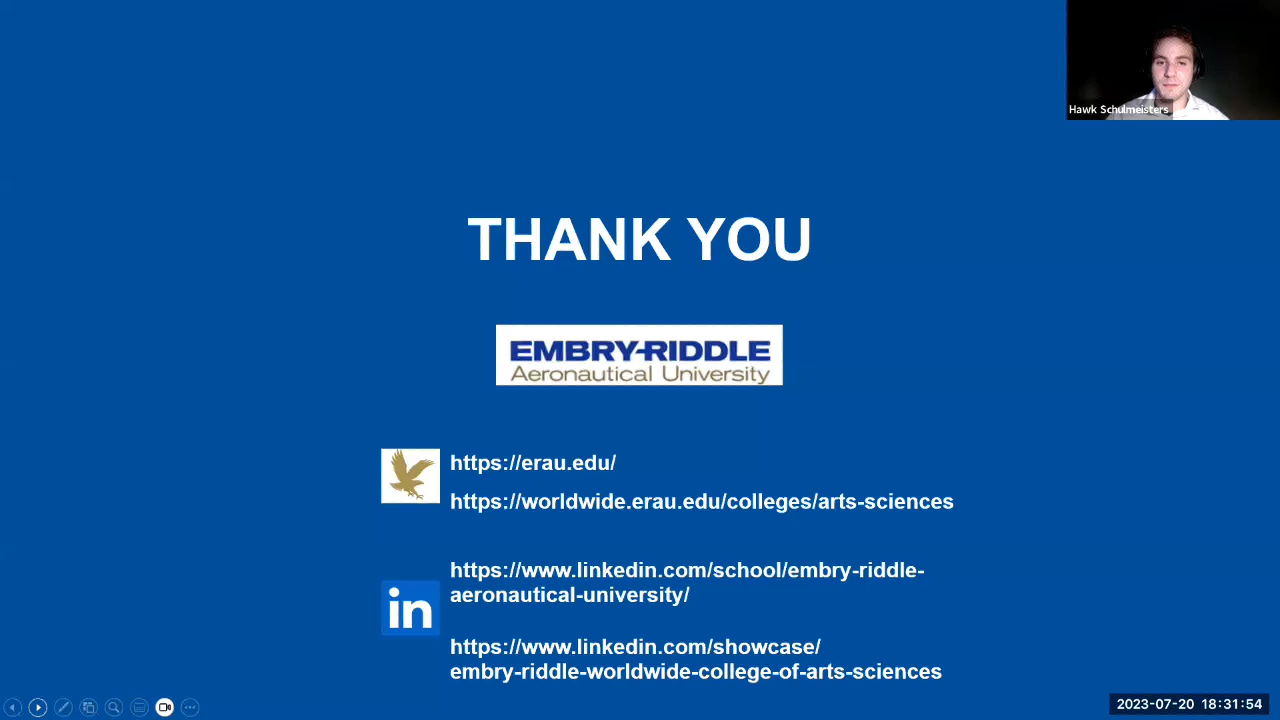 Hawk Schulmeisters
THANK YOU
EMBRY-RIDDLE
Aeronautical University
https://erau.edu/
https://worldwide.erau.edu/colleges/arts-sciences
https://www.linkedin.com/school/embry-riddle-
aeronautical-university/
in
https://www.linkedin.com/showcase/
embry-riddle-worldwide-college-of-arts-sciences
2023-07-20 18:31:54